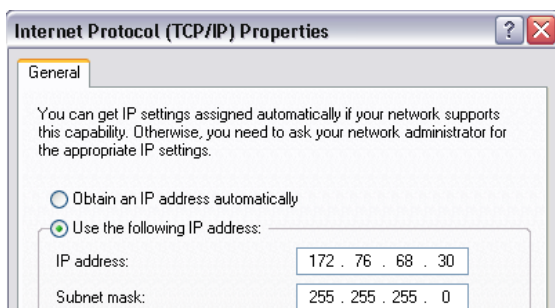 Internet Protocol (TCP/IP) Properties
General
You can get IP settings assigned automatically if your network supports
this capability. Otherwise, you need to ask your network administrator for
the appropriate IP settings.
Obtain an IP address automatically
Use the following IP address:
IP address: 172 . 76 . 68 . 30
Subnet mask: 255 . 255 . 255 . 0